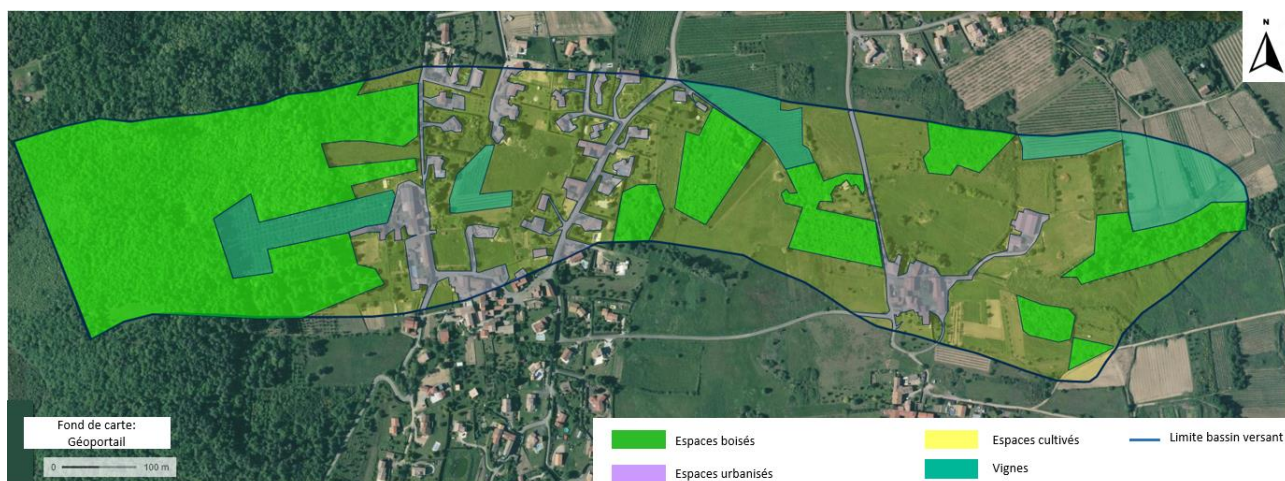 N
Fond de carte:
Géoportail
0 100 m
Espaces boisés
Espaces cultivés
Limite bassin versant
Espaces urbanisés
Vignes